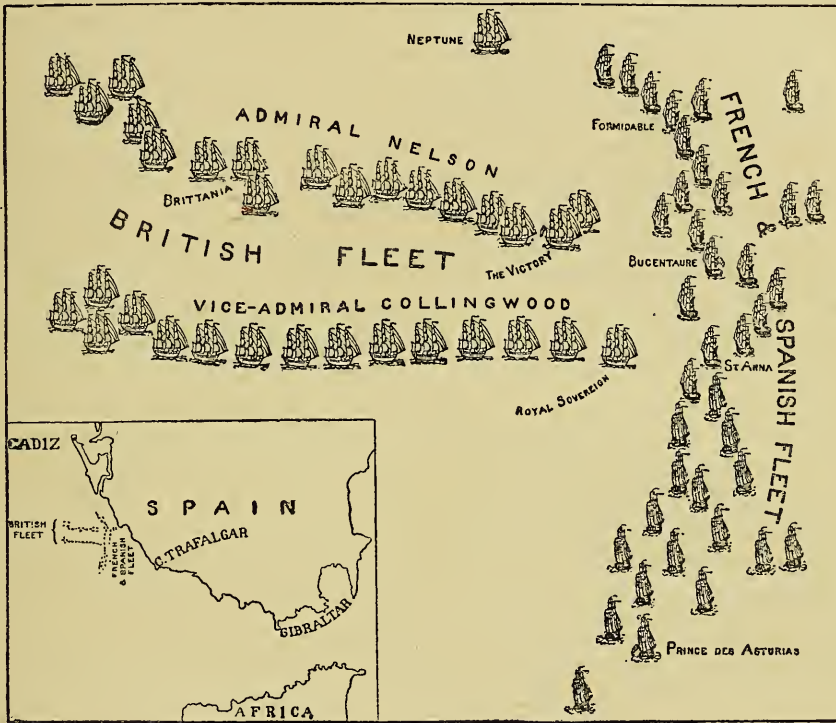 NEPTUNE
ADMIRAL NELSON
FORMIDABLE
FRENCH &
SPANISH FLEET
BRITTANIA
BRITISH FLEET
THE VICTORY
BUCENTAURE
VICE-ADMIRAL COLLINGWOOD
ST ANNA
ROYAL SOVEREIGN
CADIZ
SPAIN
BRITISH
FLEET
FRENCH
& SPANISH
FLEET
C. TRAFALGAR
GIBRALTAR
AFRICA
PRINCE DES ASTURIAS